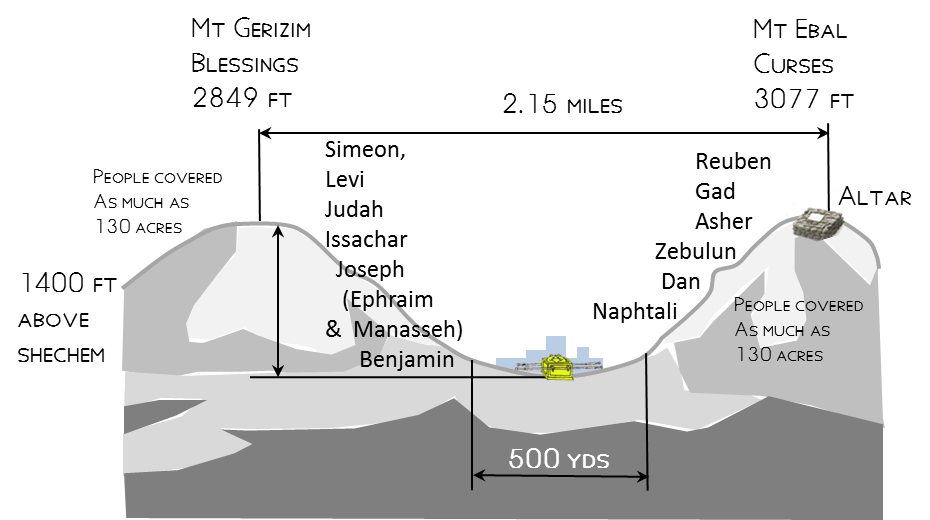 Mt Gerizim
Blessings
2849 ft
Mt Ebal
Curses
3077 ft
2.15 miles
People covered
As much as
130 acres
Simeon,
Levi
Judah
Issachar
Joseph
(Ephraim
& Manasseh)
Benjamin
Reuben
Gad
Asher
Zebulun
Dan
Naphtali
Altar
1400 ft
above
shechem
People covered
As much as
130 acres
500 yds